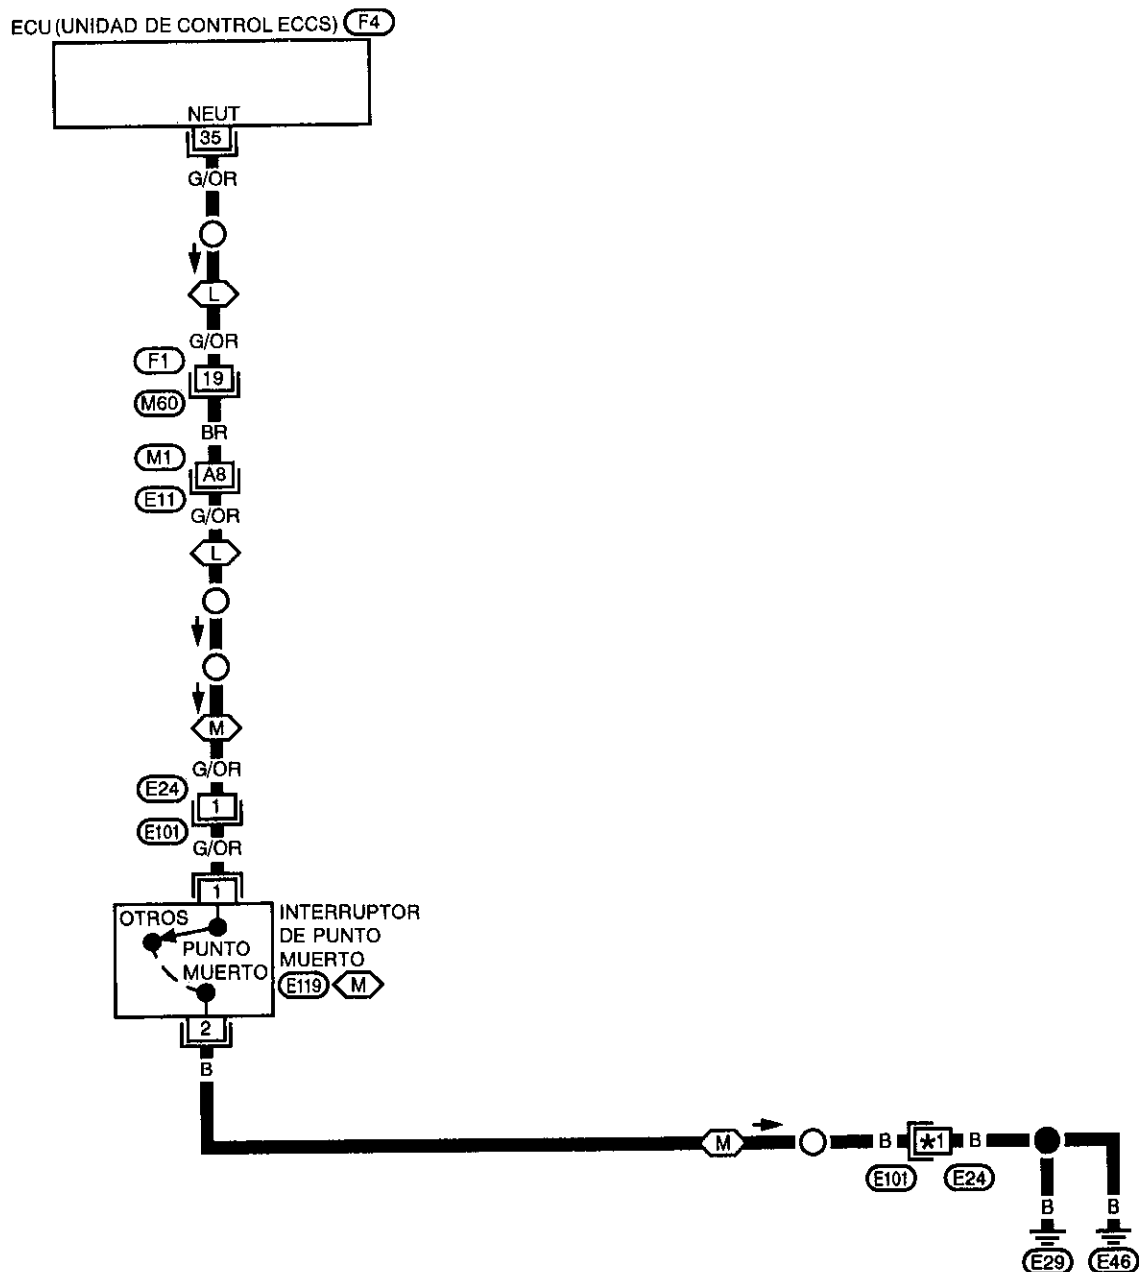 ECU (UNIDAD DE CONTROL ECCS) F4
NEUT
35
G/OR
L
G/OR
F1
19
M60
BR
M1
A8
E11
G/OR
L
M
G/OR
E24
1
E101
G/OR
1
OTROS
PUNTO
MUERTO
INTERRUPTOR
DE PUNTO
MUERTO
E119 M
2
B
M
B ★1 B
E101 E24
B B
E29 E46